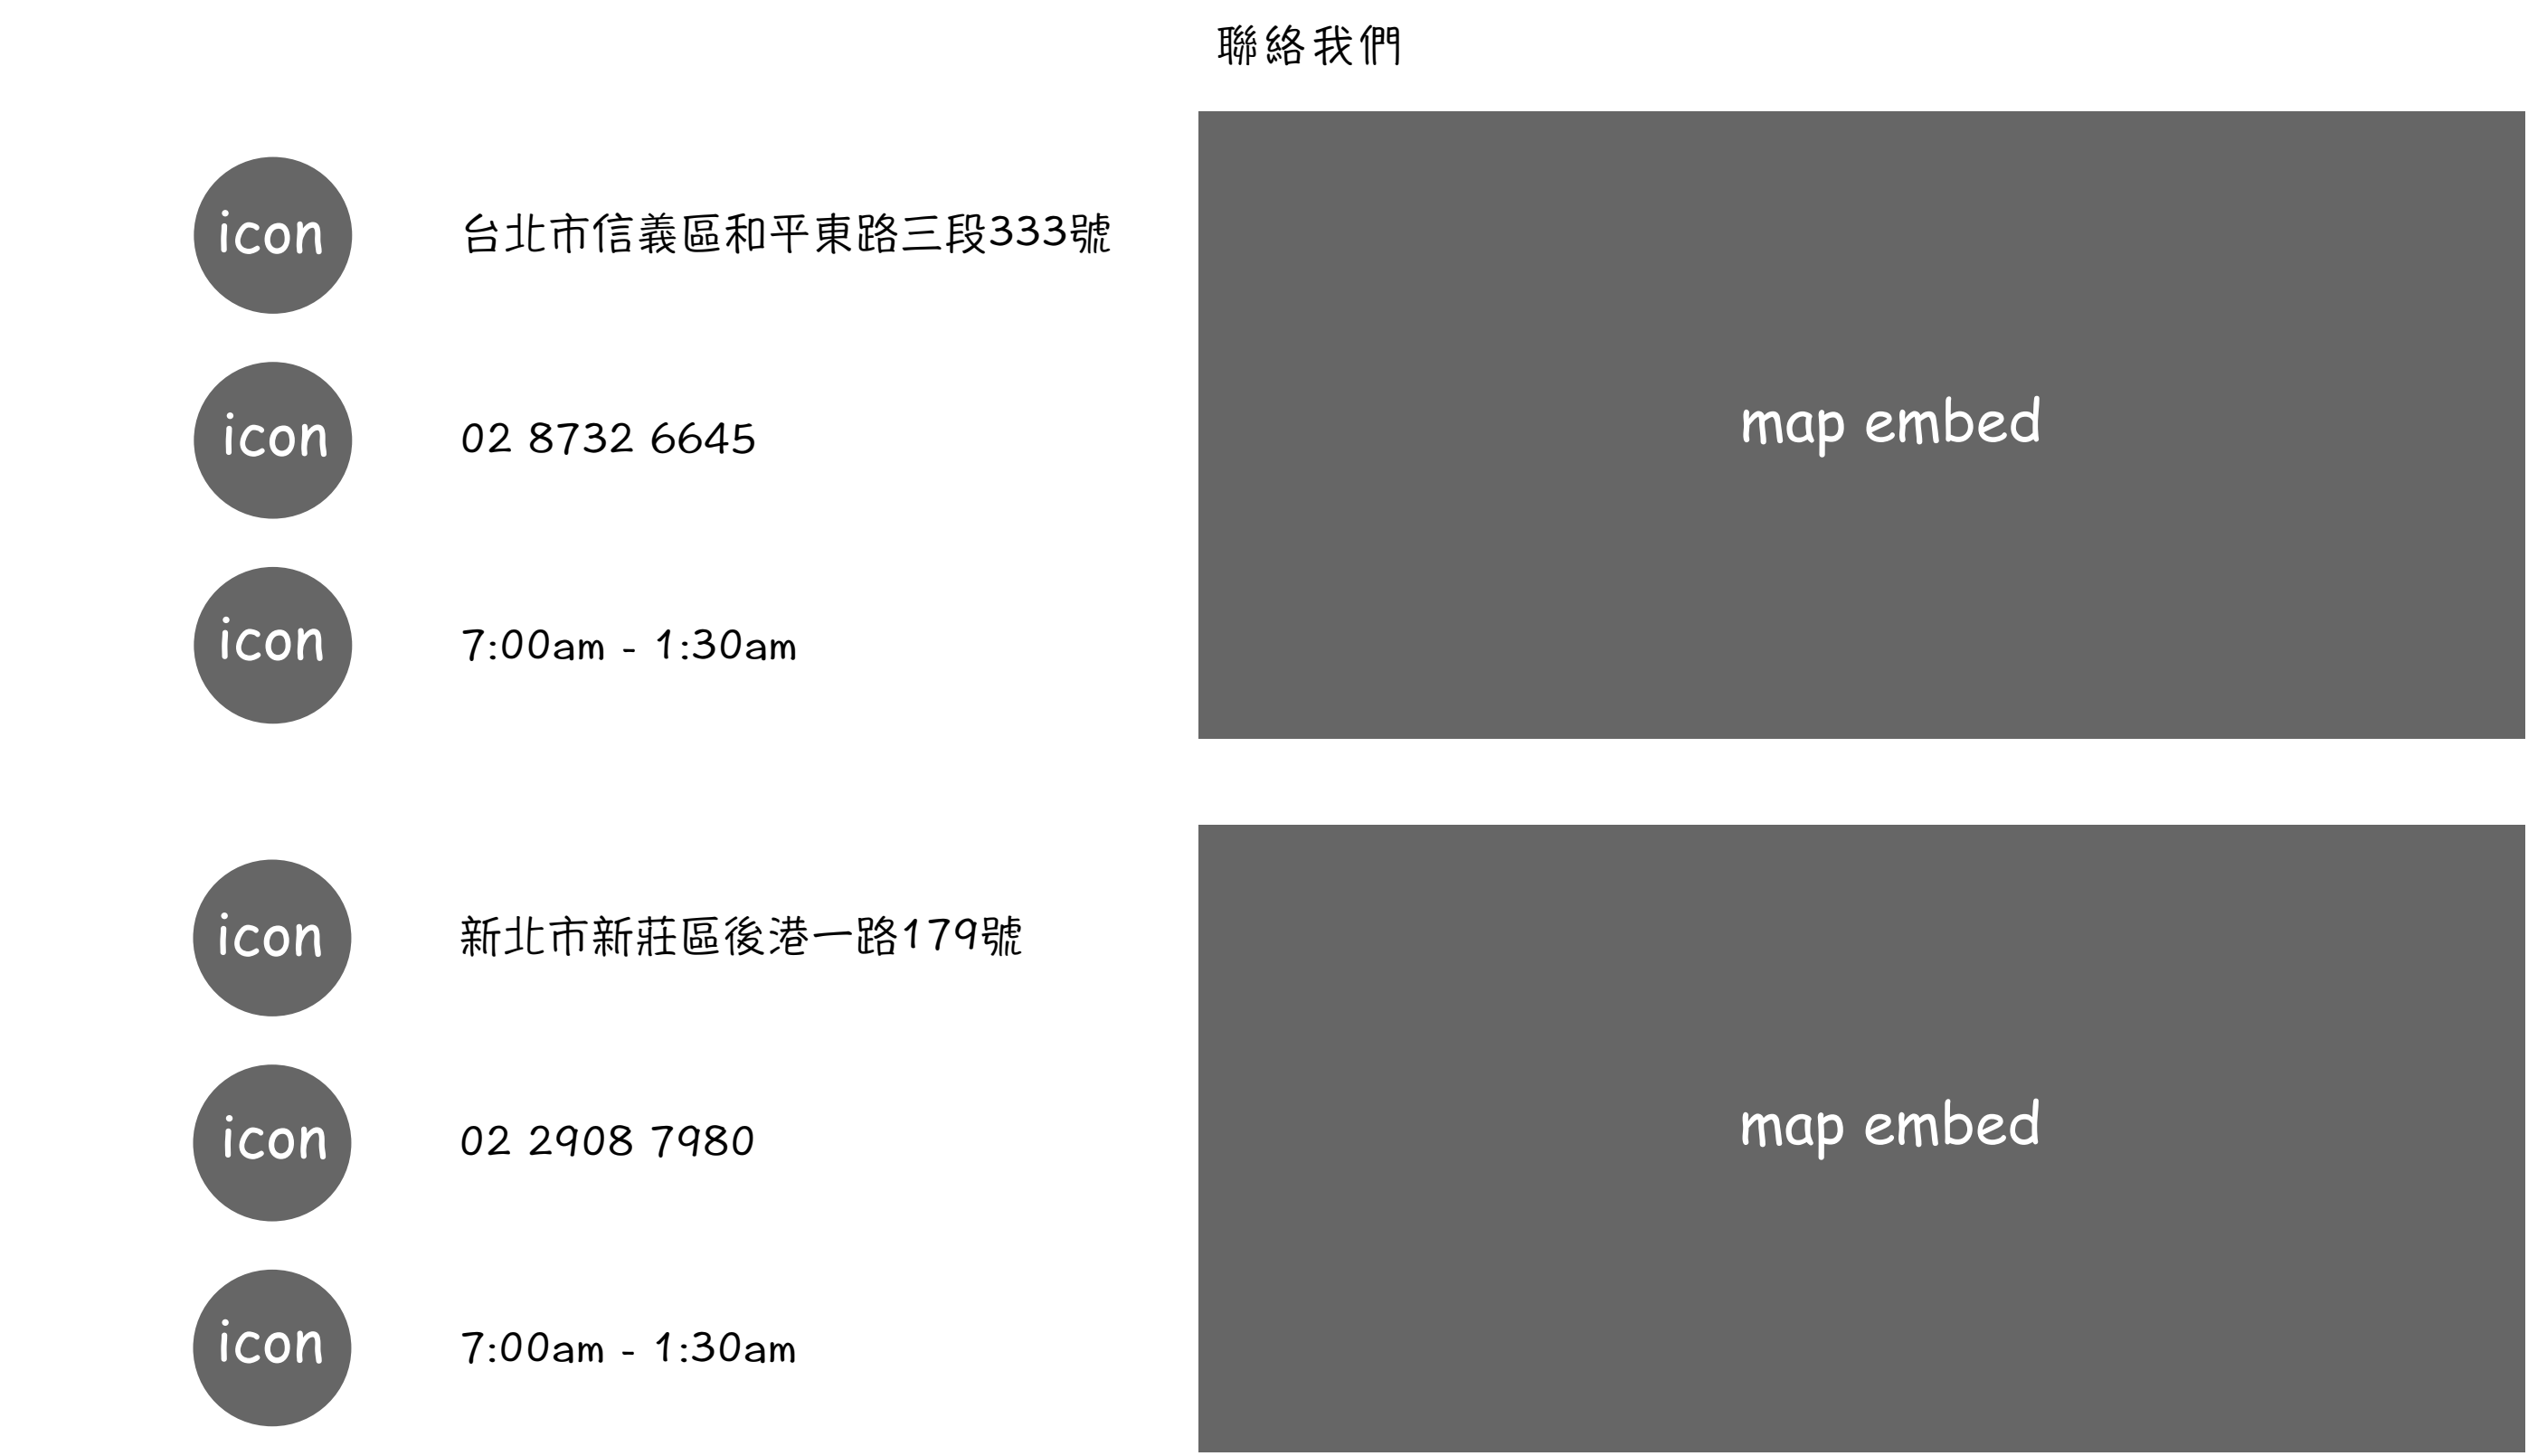 聯絡我們
icon
台北市信義區和平東路三段333號
icon
02 8732 6645
icon
7:00am - 1:30am
map embed
icon
新北市新莊區後港一路179號
icon
02 2908 7980
icon
7:00am - 1:30am
map embed